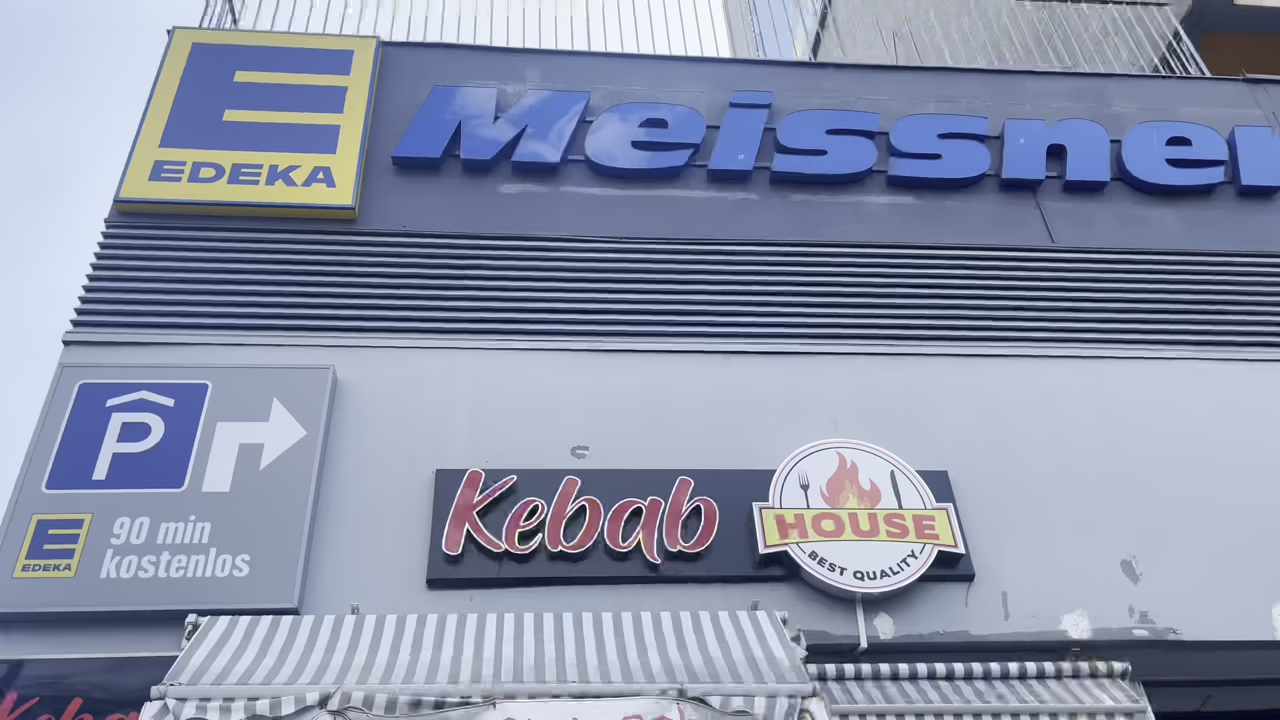 E
EDEKA
Meissner
P
E
EDEKA
90 min
kostenlos
Kebab
HOUSE
BEST QUALITY